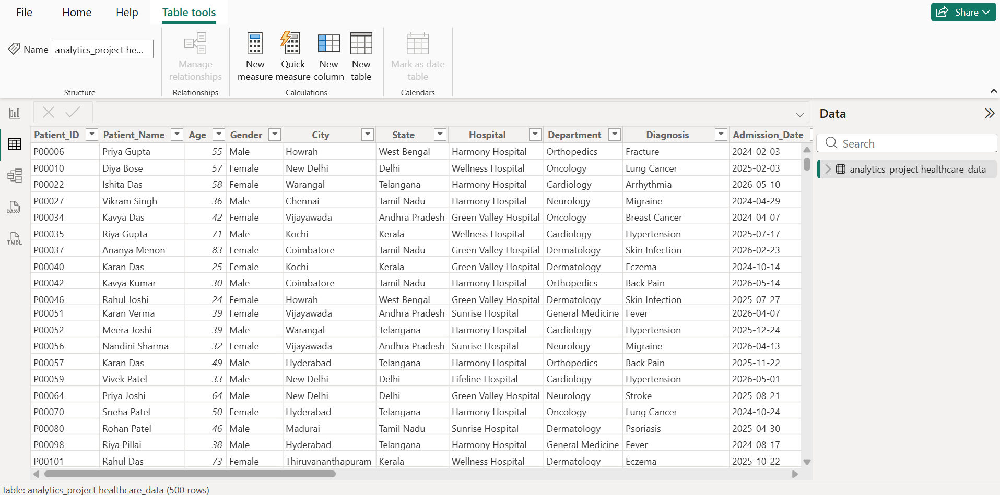 File Home Help Table tools Share
Name analytics_project he...
Manage relationships
New measure
Quick measure
New column
New table
Mark as date table
Structure Relationships Calculations Calendars
Data
Search
analytics_project healthcare_data
DAX
TMDL
Patient_ID Patient_Name Age Gender City State Hospital Department Diagnosis Admission_Date
P00006 Priya Gupta 55 Male Howrah West Bengal Harmony Hospital Orthopedics Fracture 2024-02-03
P00010 Diya Bose 57 Female New Delhi Delhi Wellness Hospital Oncology Lung Cancer 2025-02-03
P00022 Ishita Das 58 Female Warangal Telangana Harmony Hospital Cardiology Arrhythmia 2026-05-10
P00027 Vikram Singh 36 Male Chennai Tamil Nadu Harmony Hospital Neurology Migraine 2024-04-29
P00034 Kavya Das 42 Female Vijayawada Andhra Pradesh Green Valley Hospital Oncology Breast Cancer 2024-04-07
P00035 Riya Gupta 71 Male Kochi Kerala Wellness Hospital Cardiology Hypertension 2025-07-17
P00037 Ananya Menon 83 Female Coimbatore Tamil Nadu Green Valley Hospital Dermatology Skin Infection 2026-02-23
P00040 Karan Das 25 Female Kochi Kerala Green Valley Hospital Dermatology Eczema 2024-10-14
P00042 Kavya Kumar 30 Male Coimbatore Tamil Nadu Harmony Hospital Orthopedics Back Pain 2026-05-14
P00046 Rahul Joshi 24 Female Howrah West Bengal Green Valley Hospital Dermatology Skin Infection 2025-07-27
P00051 Karan Verma 39 Female Vijayawada Andhra Pradesh Sunrise Hospital General Medicine Fever 2026-04-07
P00052 Meera Joshi 39 Male Warangal Telangana Harmony Hospital Cardiology Hypertension 2025-12-24
P00056 Nandini Sharma 32 Female Vijayawada Andhra Pradesh Sunrise Hospital Neurology Migraine 2026-04-13
P00057 Karan Das 49 Male Hyderabad Telangana Harmony Hospital Orthopedics Back Pain 2025-11-22
P00059 Vivek Patel 33 Male New Delhi Delhi Lifeline Hospital Cardiology Hypertension 2026-05-01
P00064 Priya Joshi 64 Male New Delhi Delhi Green Valley Hospital Neurology Stroke 2025-08-21
P00070 Sneha Patel 50 Female Hyderabad Telangana Harmony Hospital Oncology Lung Cancer 2024-10-24
P00080 Rohan Patel 46 Male Madurai Tamil Nadu Sunrise Hospital Dermatology Psoriasis 2025-04-30
P00098 Riya Pillai 38 Male Hyderabad Telangana Harmony Hospital General Medicine Fever 2024-08-17
P00101 Rahul Das 73 Female Thiruvananthapuram Kerala Wellness Hospital Dermatology Eczema 2025-10-22
Table: analytics_project healthcare_data (500 rows)